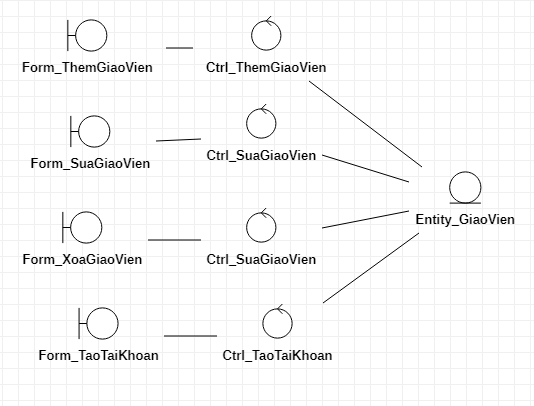 Form_ThemGiaoVien
Ctrl_ThemGiaoVien
Form_SuaGiaoVien
Ctrl_SuaGiaoVien
Entity_GiaoVien
Form_XoaGiaoVien
Ctrl_SuaGiaoVien
Form_TaoTaiKhoan
Ctrl_TaoTaiKhoan